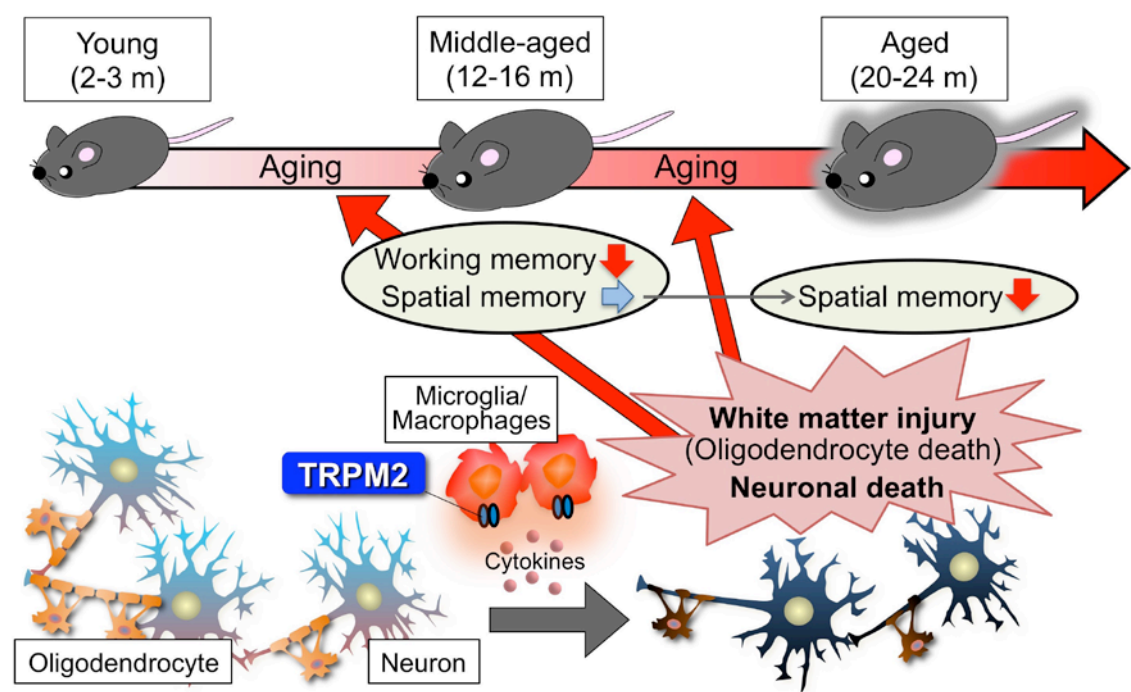 Young
(2-3 m)
Middle-aged
(12-16 m)
Aged
(20-24 m)
Aging
Aging
Working memory
Spatial memory
Spatial memory
Microglia/
Macrophages
TRPM2
Cytokines
White matter injury
(Oligodendrocyte death)
Neuronal death
Oligodendrocyte
Neuron